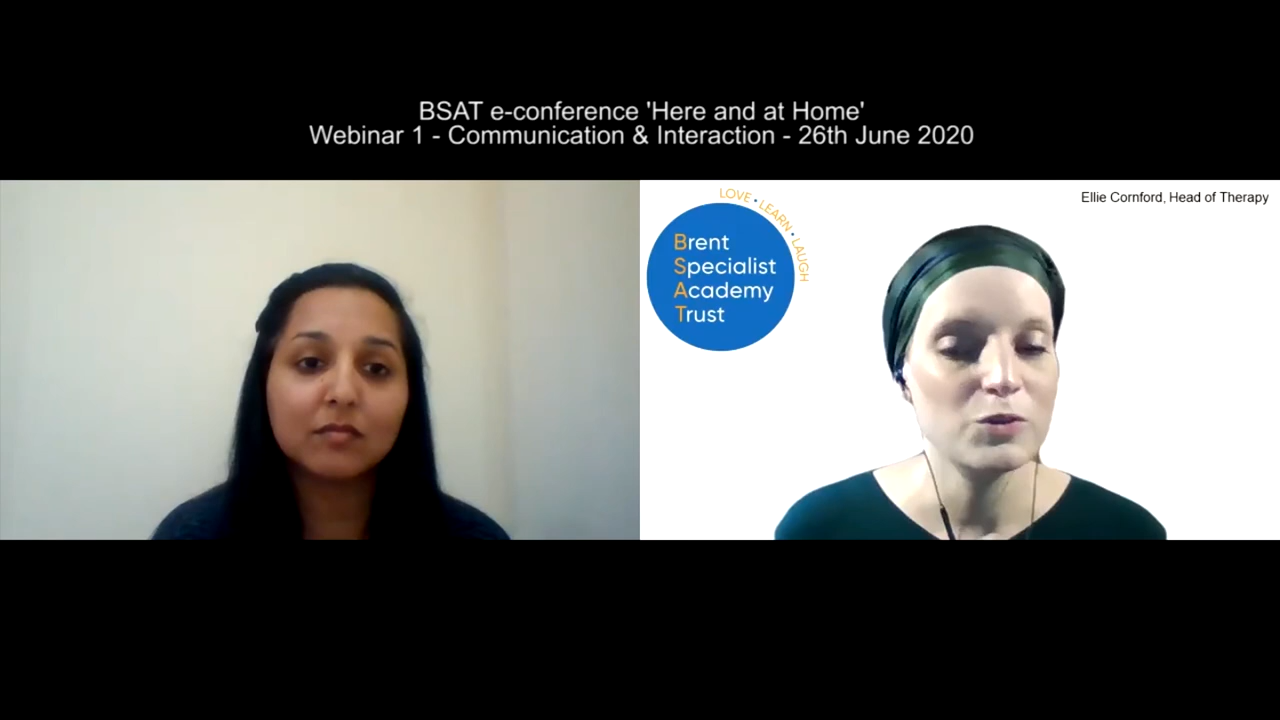 BSAT e-conference 'Here and at Home'
Webinar 1 - Communication & Interaction - 26th June 2020
LOVE • LEARN • LAUGH
Ellie Cornford, Head of Therapy
Brent
Specialist
Academy
Trust